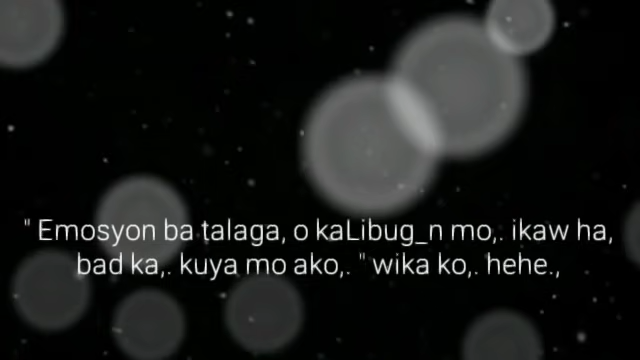 " Emosyon ba talaga, o kaLibug_n mo,. ikaw ha,
bad ka,. kuya mo ako,. " wika ko,. hehe.,